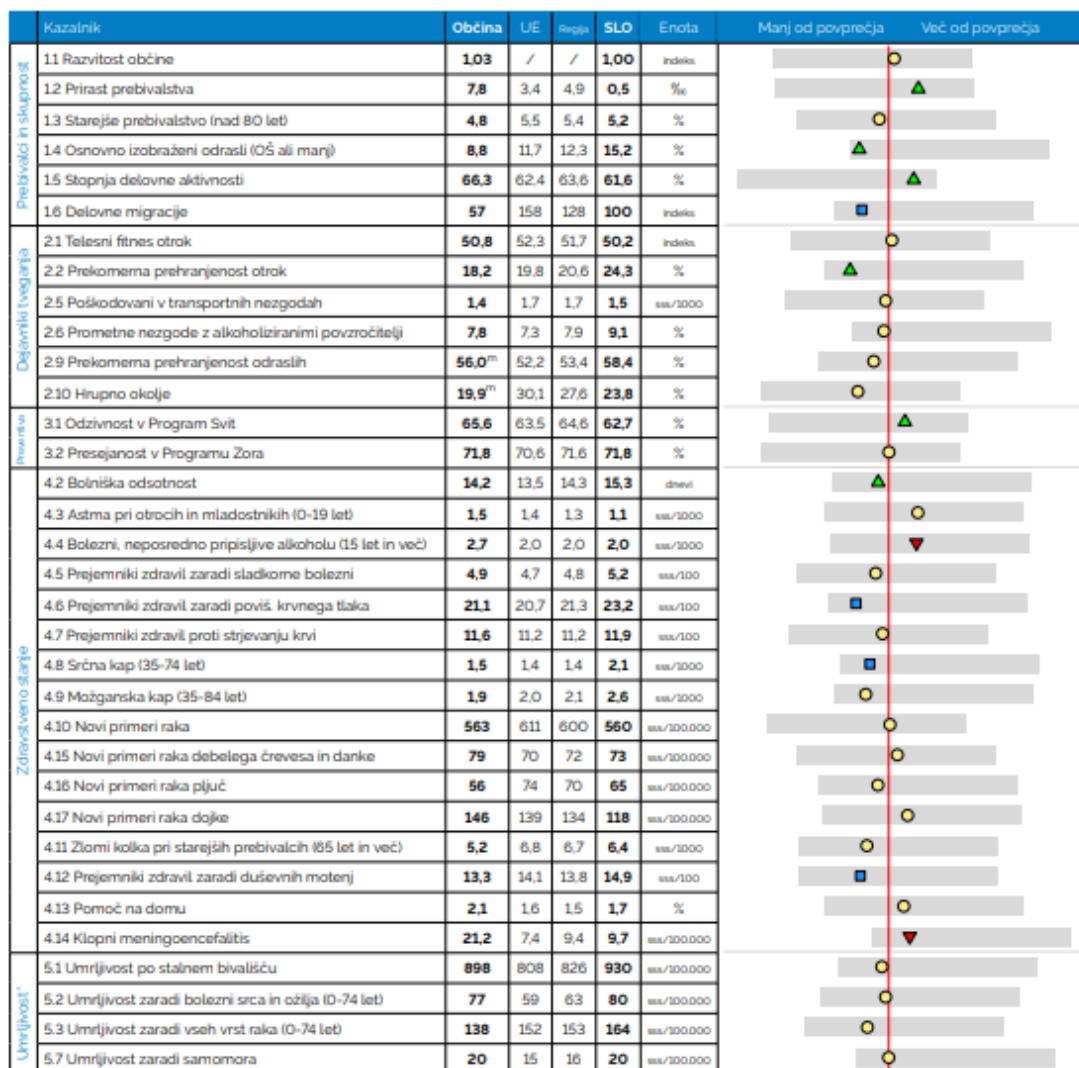 Kazalnik Občina UE Regija SLO Enota Manj od povprečja Več od povprečja
Prebivalci in skupnost
1.1 Razvitost občine 1,03 / / 1,00 indeks
1.2 Prirast prebivalstva 7,8 3,4 4,9 0,5 ‰
1.3 Starejše prebivalstvo (nad 80 let) 4,8 5,5 5,4 5,2 %
1.4 Osnovno izobraženi odrasli (OŠ ali manj) 8,8 11,7 12,3 15,2 %
1.5 Stopnja delovne aktivnosti 66,3 62,4 63,6 61,6 %
1.6 Delovne migracije 57 158 128 100 indeks
Dejavniki tveganja
2.1 Telesni fitnes otrok 50,8 52,3 51,7 50,2 indeks
2.2 Prekomerna prehranjenost otrok 18,2 19,8 20,6 24,3 %
2.5 Poškodovani v transportnih nezgodah 1,4 1,7 1,7 1,5 sss/1000
2.6 Prometne nezgode z alkoholiziranimi povzročitelji 7,8 7,3 7,9 9,1 %
2.9 Prekomerna prehranjenost odraslih 56,0ᵐ 52,2 53,4 58,4 %
2.10 Hrupno okolje 19,9ᵐ 30,1 27,6 23,8 %
Preventiva
3.1 Odzivnost v Program Svit 65,6 63,5 64,6 62,7 %
3.2 Presejanost v Programu Zora 71,8 70,6 71,6 71,8 %
Zdravstveno stanje
4.2 Bolniška odsotnost 14,2 13,5 14,3 15,3 dnevi
4.3 Astma pri otrocih in mladostnikih (0-19 let) 1,5 1,4 1,3 1,1 sss/1000
4.4 Bolezni, neposredno pripisljive alkoholu (15 let in več) 2,7 2,0 2,0 2,0 sss/1000
4.5 Prejemniki zdravil zaradi sladkorne bolezni 4,9 4,7 4,8 5,2 sss/100
4.6 Prejemniki zdravil zaradi poviš. krvnega tlaka 21,1 20,7 21,3 23,2 sss/100
4.7 Prejemniki zdravil proti strjevanju krvi 11,6 11,2 11,2 11,9 sss/100
4.8 Srčna kap (35-74 let) 1,5 1,4 1,4 2,1 sss/1000
4.9 Možganska kap (35-84 let) 1,9 2,0 2,1 2,6 sss/1000
4.10 Novi primeri raka 563 611 600 560 sss/100.000
4.15 Novi primeri raka debelega črevesa in danke 79 70 72 73 sss/100.000
4.16 Novi primeri raka pljuč 56 74 70 65 sss/100.000
4.17 Novi primeri raka dojke 146 139 134 118 sss/100.000
4.11 Zlomi kolka pri starejših prebivalcih (65 let in več) 5,2 6,8 6,7 6,4 sss/1000
4.12 Prejemniki zdravil zaradi duševnih motenj 13,3 14,1 13,8 14,9 sss/100
4.13 Pomoč na domu 2,1 1,6 1,5 1,7 %
4.14 Klopni meningoencefalitis 21,2 7,4 9,4 9,7 sss/100.000
Umrljivost*
5.1 Umrljivost po stalnem bivališču 898 808 826 930 sss/100.000
5.2 Umrljivost zaradi bolezni srca in ožilja (0-74 let) 77 59 63 80 sss/100.000
5.3 Umrljivost zaradi vseh vrst raka (0-74 let) 138 152 153 164 sss/100.000
5.7 Umrljivost zaradi samomora 20 15 16 20 sss/100.000